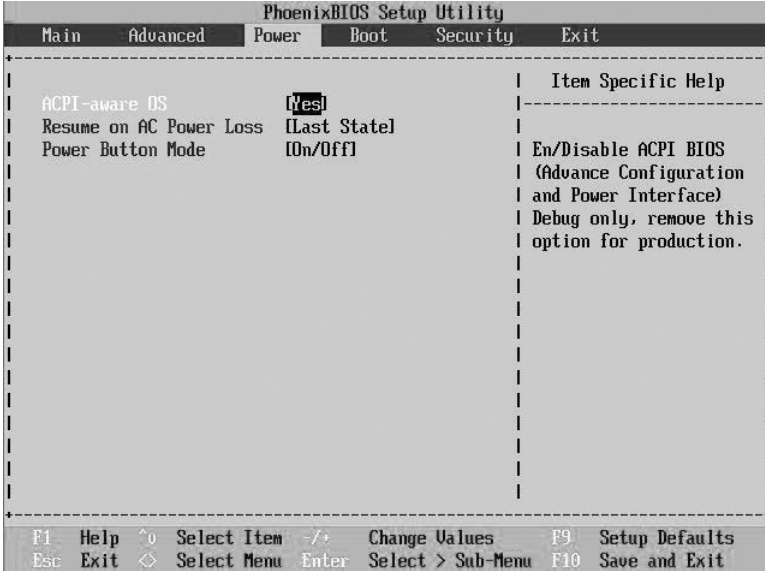 PhoenixBIOS Setup Utility
Main Advanced Power Boot Security Exit
Item Specific Help
ACPI-aware OS [Yes]
Resume on AC Power Loss [Last State]
Power Button Mode [On/Off]
En/Disable ACPI BIOS
(Advance Configuration
and Power Interface)
Debug only, remove this
option for production.
F1 Help ^v Select Item -/+ Change Values F9 Setup Defaults
Esc Exit <> Select Menu Enter Select > Sub-Menu F10 Save and Exit